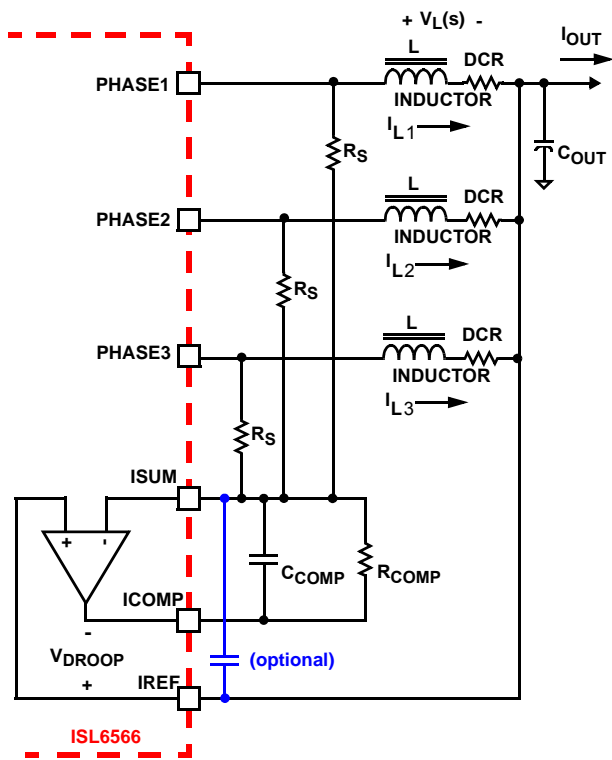 + VL(s) -
IOUT
L
DCR
PHASE1
INDUCTOR
IL1
COUT
RS
L
DCR
PHASE2
INDUCTOR
IL2
RS
L
DCR
PHASE3
INDUCTOR
IL3
RS
ISUM
+ -
CCOMP
RCOMP
ICOMP
-
VDROOP
(optional)
+
IREF
ISL6566